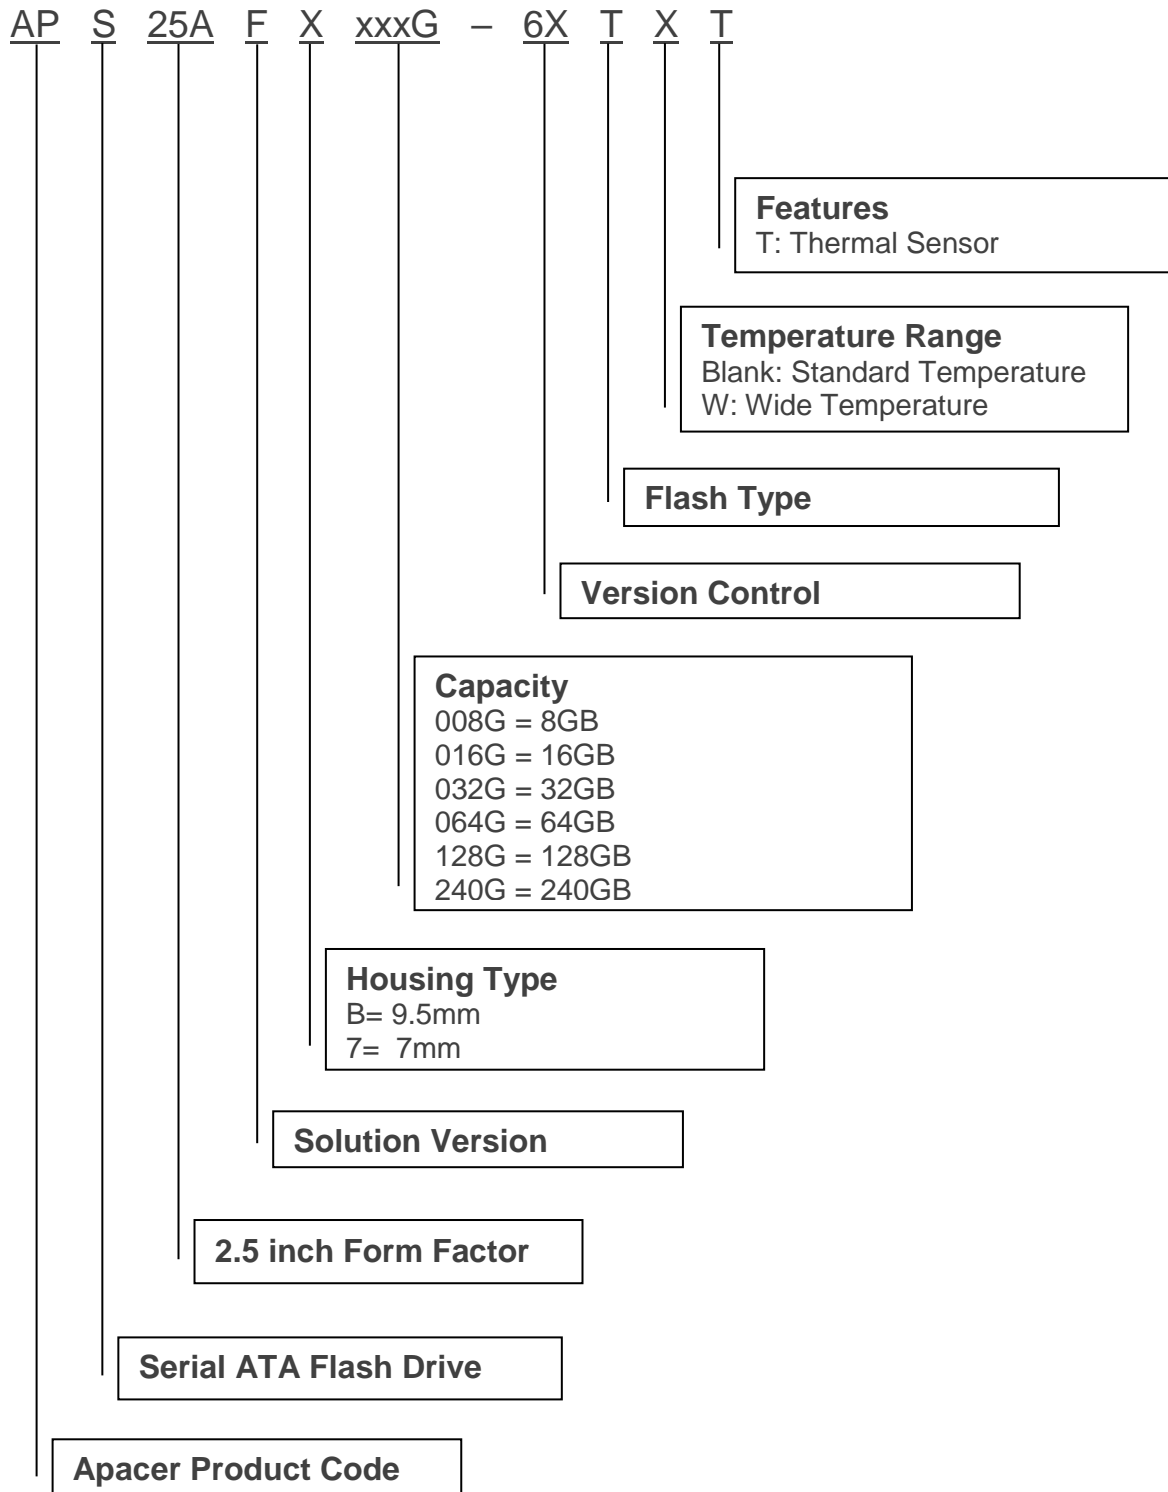 AP S 25A F X xxxG – 6X T X T
Features
T: Thermal Sensor
Temperature Range
Blank: Standard Temperature
W: Wide Temperature
Flash Type
Version Control
Capacity
008G = 8GB
016G = 16GB
032G = 32GB
064G = 64GB
128G = 128GB
240G = 240GB
Housing Type
B= 9.5mm
7= 7mm
Solution Version
2.5 inch Form Factor
Serial ATA Flash Drive
Apacer Product Code